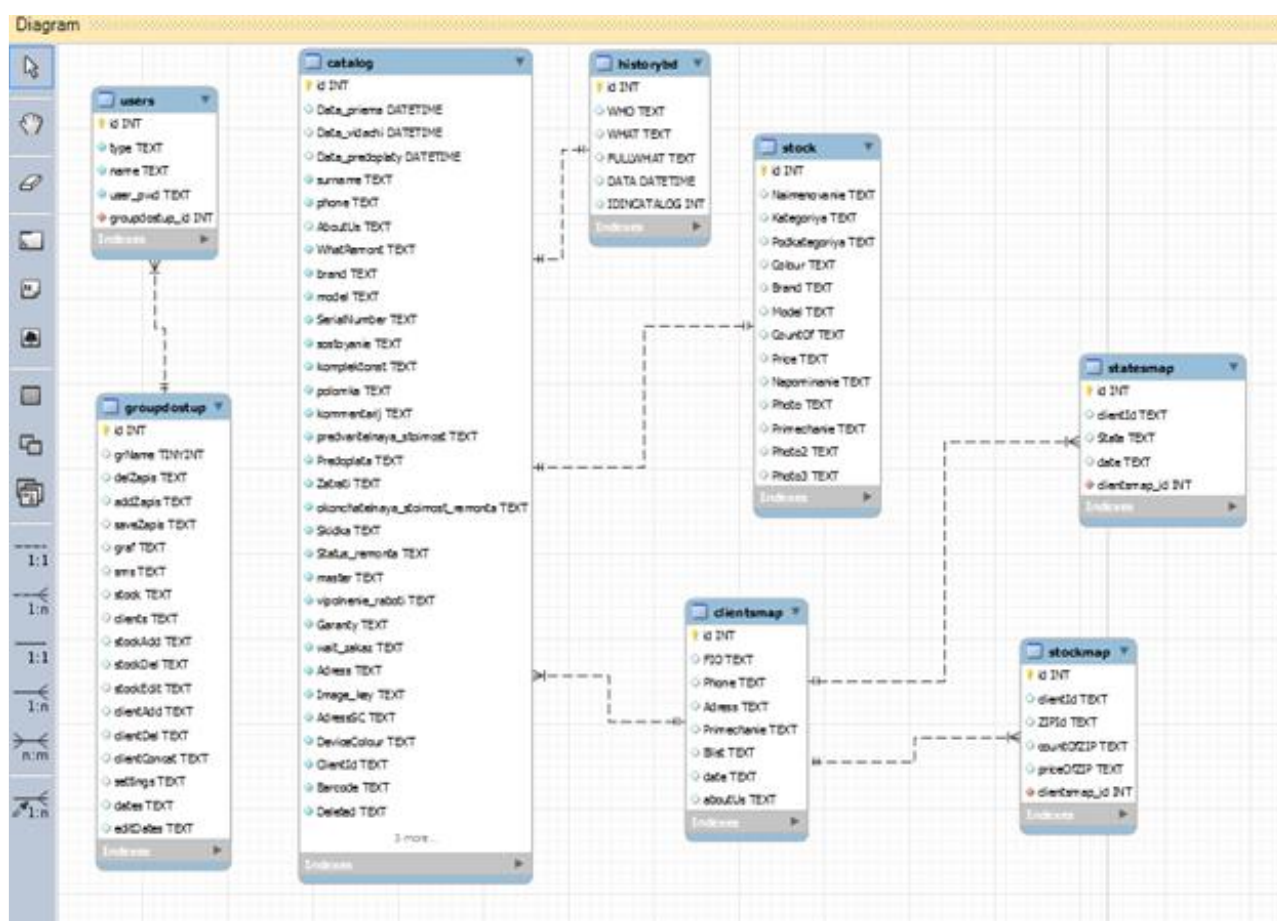 Diagram
users
id INT
type TEXT
name TEXT
user_pwd TEXT
groupdostup_id INT
Indexes
groupdostup
id INT
grName TINYINT
delZapis TEXT
addZapis TEXT
saveZapis TEXT
graf TEXT
sms TEXT
stock TEXT
clients TEXT
stockAdd TEXT
stockDel TEXT
stockEdit TEXT
clientAdd TEXT
clientDel TEXT
clientConcat TEXT
settings TEXT
dates TEXT
editDates TEXT
Indexes
catalog
id INT
Data_priema DATETIME
Data_vidachi DATETIME
Data_predoplaty DATETIME
surname TEXT
phone TEXT
AboutUs TEXT
WhatRemont TEXT
brand TEXT
model TEXT
SerialNumber TEXT
sostoyanie TEXT
komplektonst TEXT
polomka TEXT
kommentarij TEXT
predvaritelnaya_stoimost TEXT
Predoplata TEXT
Zatrati TEXT
okonchatelnaya_stoimost_remonta TEXT
Skidka TEXT
Status_remonta TEXT
master TEXT
vipolnenie_raboti TEXT
Garanty TEXT
wait_zakaz TEXT
Adress TEXT
Image_key TEXT
AdressSC TEXT
DeviceColour TEXT
ClientId TEXT
Barcode TEXT
Deleted TEXT
3 more...
Indexes
historybd
id INT
WHO TEXT
WHAT TEXT
FULLWHAT TEXT
DATA DATETIME
IDINCATALOG INT
Indexes
stock
id INT
Naimenovanie TEXT
Kategoriya TEXT
Podkategoriya TEXT
Colour TEXT
Brand TEXT
Model TEXT
CountOf TEXT
Price TEXT
Napominanie TEXT
Photo TEXT
Primechanie TEXT
Photo2 TEXT
Photo3 TEXT
Indexes
clientsmap
id INT
FIO TEXT
Phone TEXT
Adress TEXT
Primechanie TEXT
Blist TEXT
date TEXT
aboutUs TEXT
Indexes
statesmap
id INT
clientId TEXT
State TEXT
date TEXT
clientsmap_id INT
Indexes
stockmap
id INT
clientId TEXT
ZIPId TEXT
countOfZIP TEXT
priceOfZIP TEXT
clientsmap_id INT
Indexes
1:1
1:n
1:1
1:n
n:m
1:n